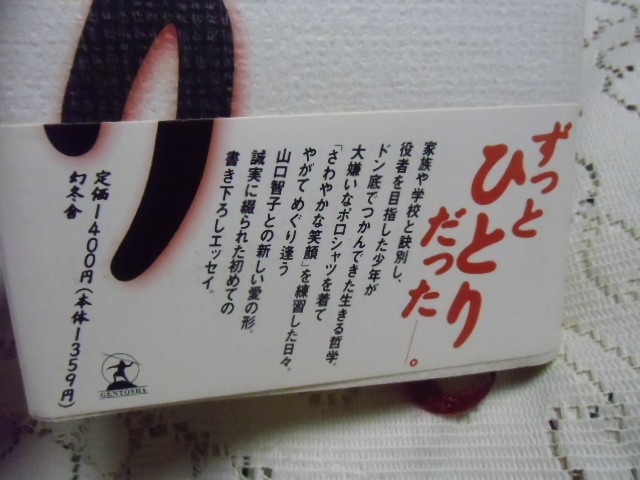 り
ずっと
ひとり
だった――。
家族や学校と訣別し、
役者を目指した少年が
ドン底でつかんできた生きる哲学。
大嫌いなポロシャツを着て
「さわやかな笑顔」を練習した日々。
やがてめぐり逢う
山口智子との新しい愛の形。
誠実に綴られた初めての
書き下ろしエッセイ。
定価1400円(本体1359円)
幻冬舎
GENTOSHA